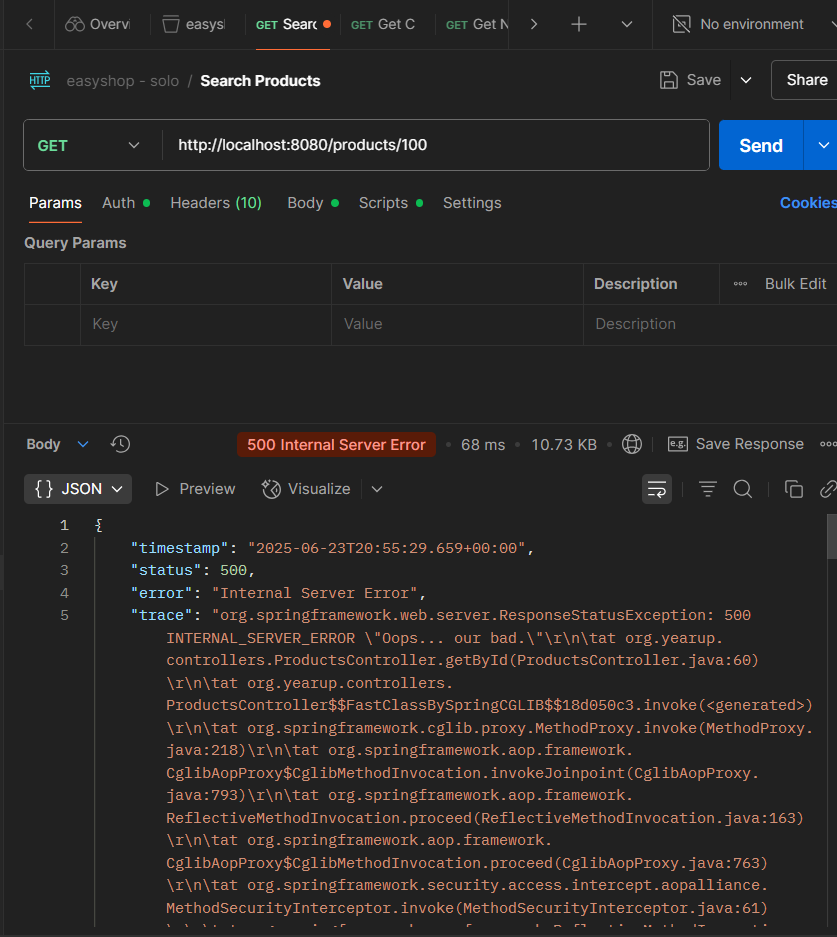 Overvi
easysl
GET Searc
GET Get C
GET Get N
No environment
HTTP easyshop - solo / Search Products
Save
Share
GET
http://localhost:8080/products/100
Send
Params
Auth
Headers (10)
Body
Scripts
Settings
Cookies
Query Params
Key Value Description ooo Bulk Edit
Key Value Description
Body
500 Internal Server Error • 68 ms • 10.73 KB •
e.g. Save Response
{} JSON
Preview
Visualize
1 {
2 "timestamp": "2025-06-23T20:55:29.659+00:00",
3 "status": 500,
4 "error": "Internal Server Error",
5 "trace": "org.springframework.web.server.ResponseStatusException: 500
INTERNAL_SERVER_ERROR \"Oops... our bad.\"\r\n\tat org.yearup.
controllers.ProductsController.getById(ProductsController.java:60)
\r\n\tat org.yearup.controllers.
ProductsController$$FastClassBySpringCGLIB$$18d050c3.invoke(<generated>)
\r\n\tat org.springframework.cglib.proxy.MethodProxy.invoke(MethodProxy.
java:218)\r\n\tat org.springframework.aop.framework.
CglibAopProxy$CglibMethodInvocation.invokeJoinpoint(CglibAopProxy.
java:793)\r\n\tat org.springframework.aop.framework.
ReflectiveMethodInvocation.proceed(ReflectiveMethodInvocation.java:163)
\r\n\tat org.springframework.aop.framework.
CglibAopProxy$CglibMethodInvocation.proceed(CglibAopProxy.java:763)
\r\n\tat org.springframework.security.access.intercept.aopalliance.
MethodSecurityInterceptor.invoke(MethodSecurityInterceptor.java:61)